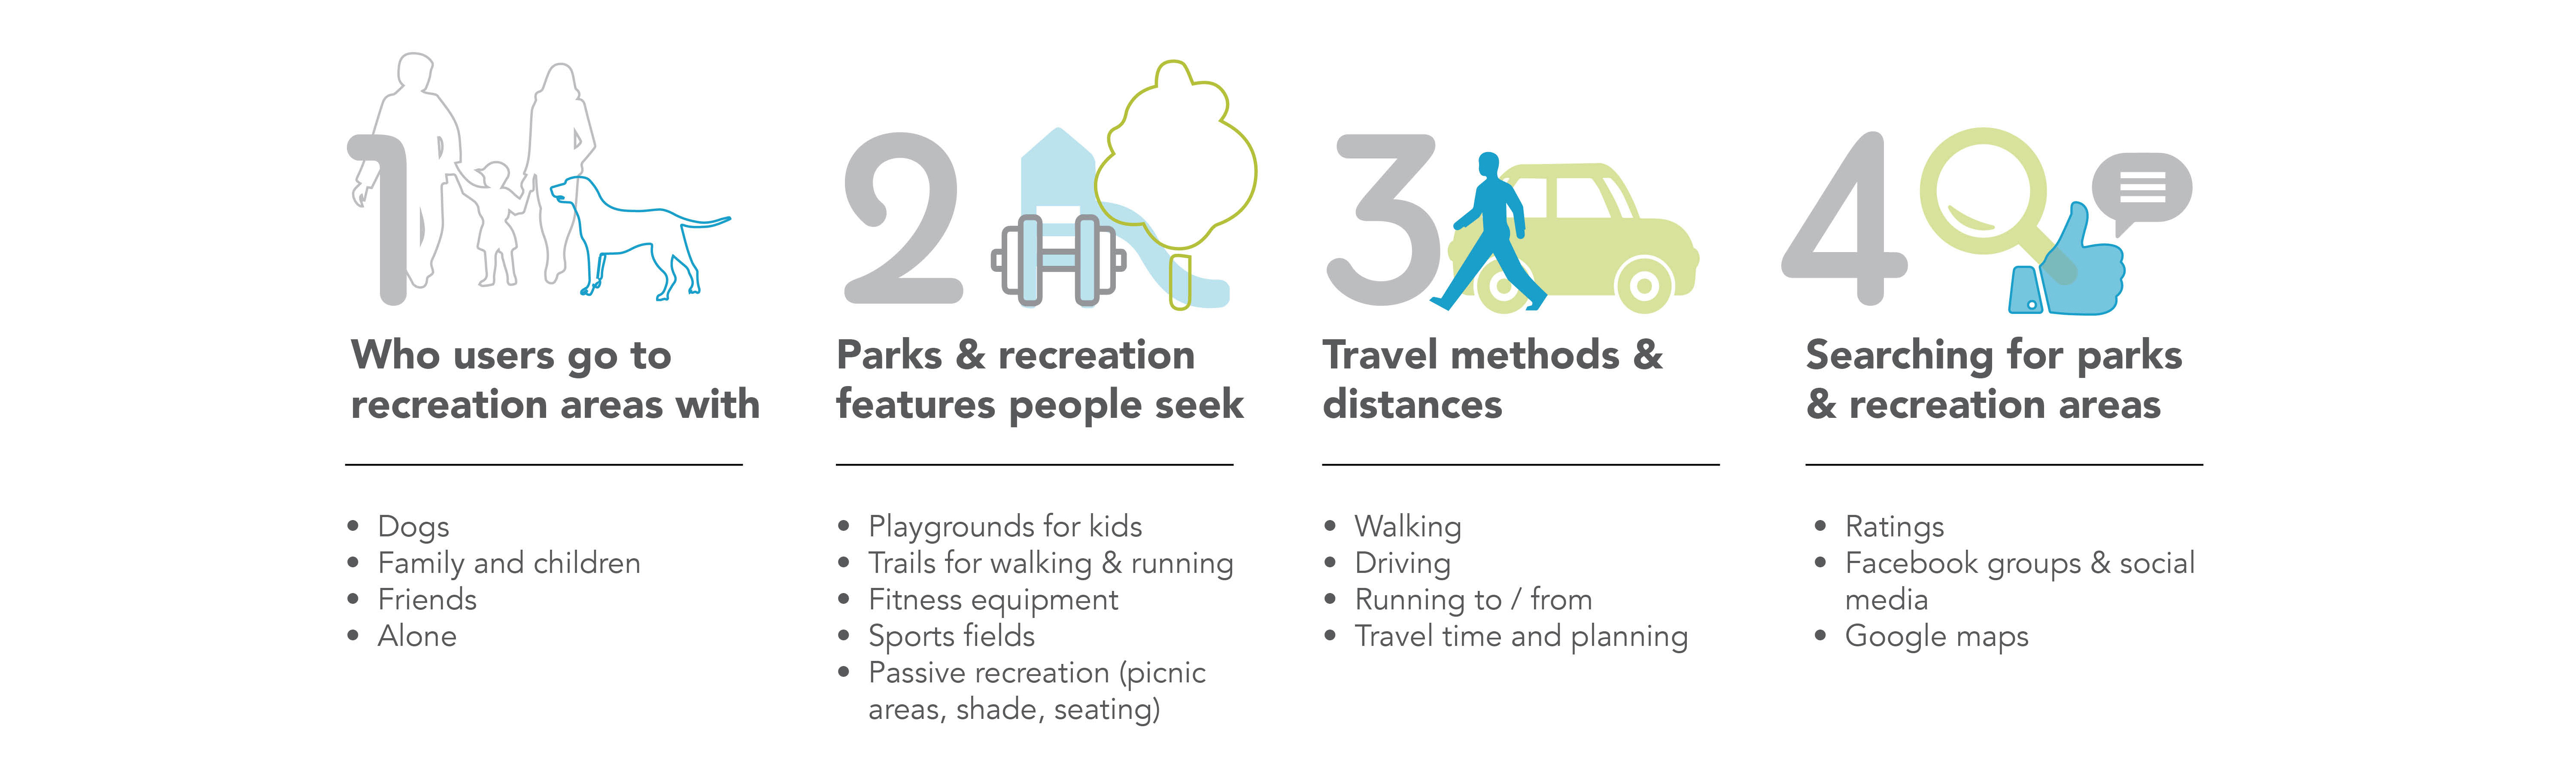 1
Who users go to
recreation areas with
• Dogs
• Family and children
• Friends
• Alone
2
Parks & recreation
features people seek
• Playgrounds for kids
• Trails for walking & running
• Fitness equipment
• Sports fields
• Passive recreation (picnic
areas, shade, seating)
3
Travel methods &
distances
• Walking
• Driving
• Running to / from
• Travel time and planning
4
Searching for parks
& recreation areas
• Ratings
• Facebook groups & social
media
• Google maps